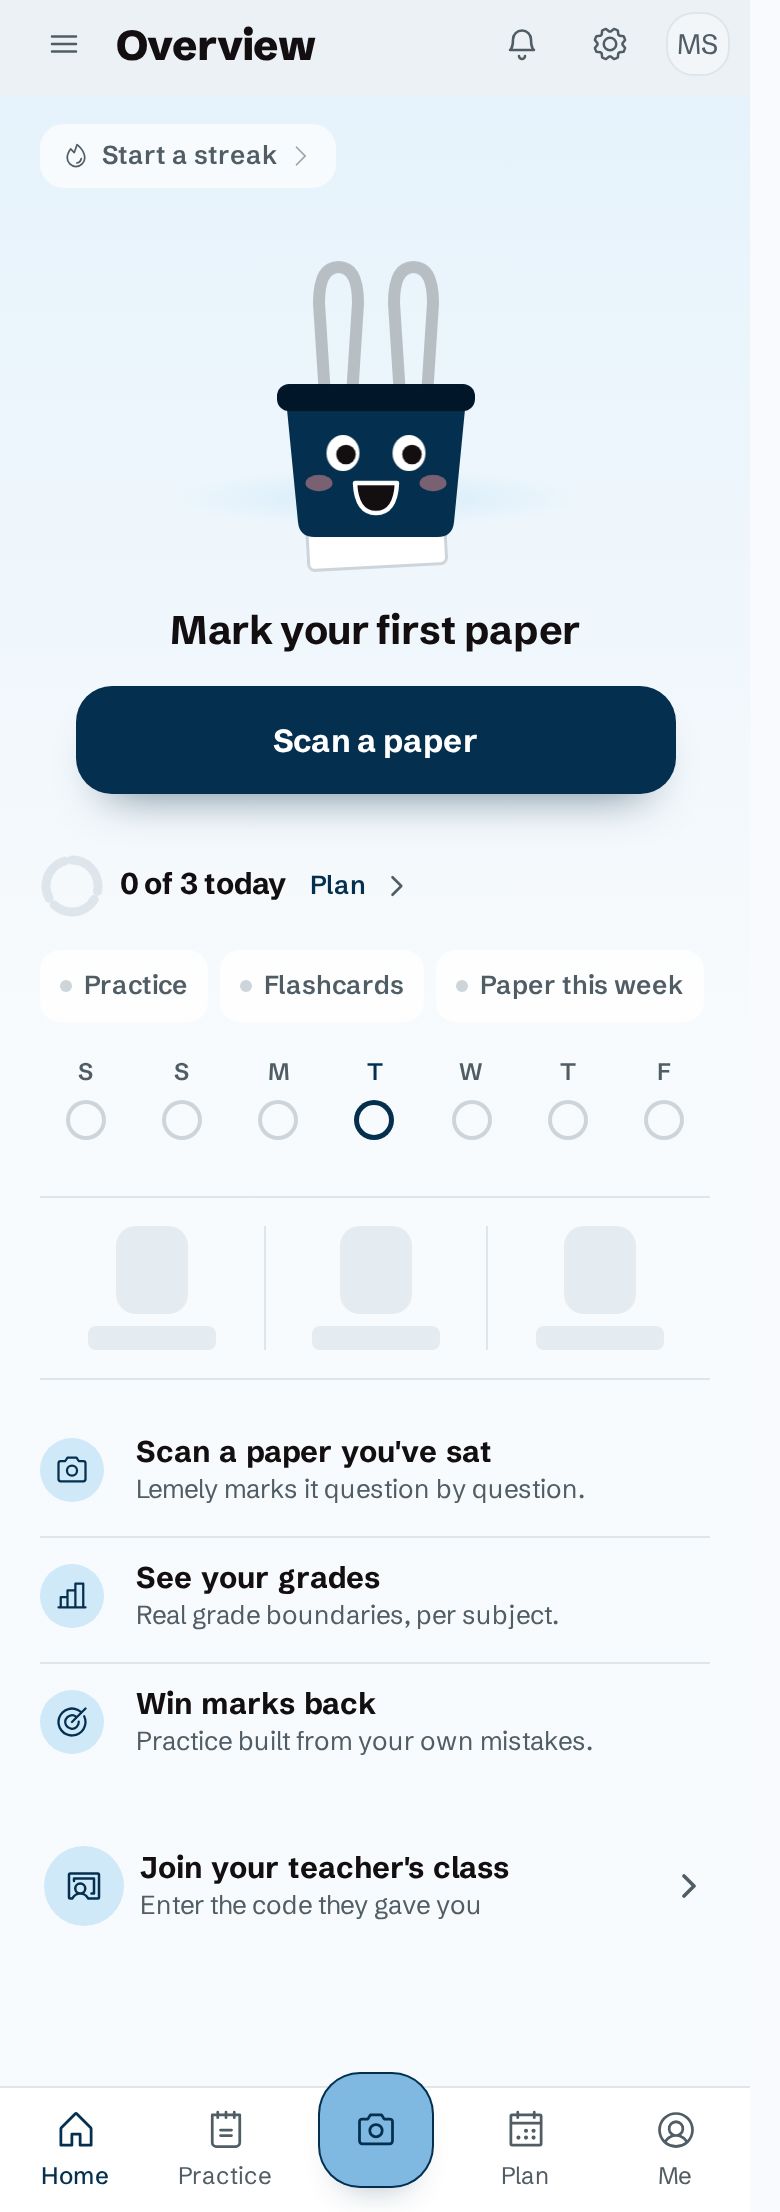 Overview
MS
Start a streak
Mark your first paper
Scan a paper
0 of 3 today Plan
Practice Flashcards Paper this week
S S M T W T F
Scan a paper you've sat
Lemely marks it question by question.
See your grades
Real grade boundaries, per subject.
Win marks back
Practice built from your own mistakes.
Join your teacher's class
Enter the code they gave you
Home Practice Plan Me